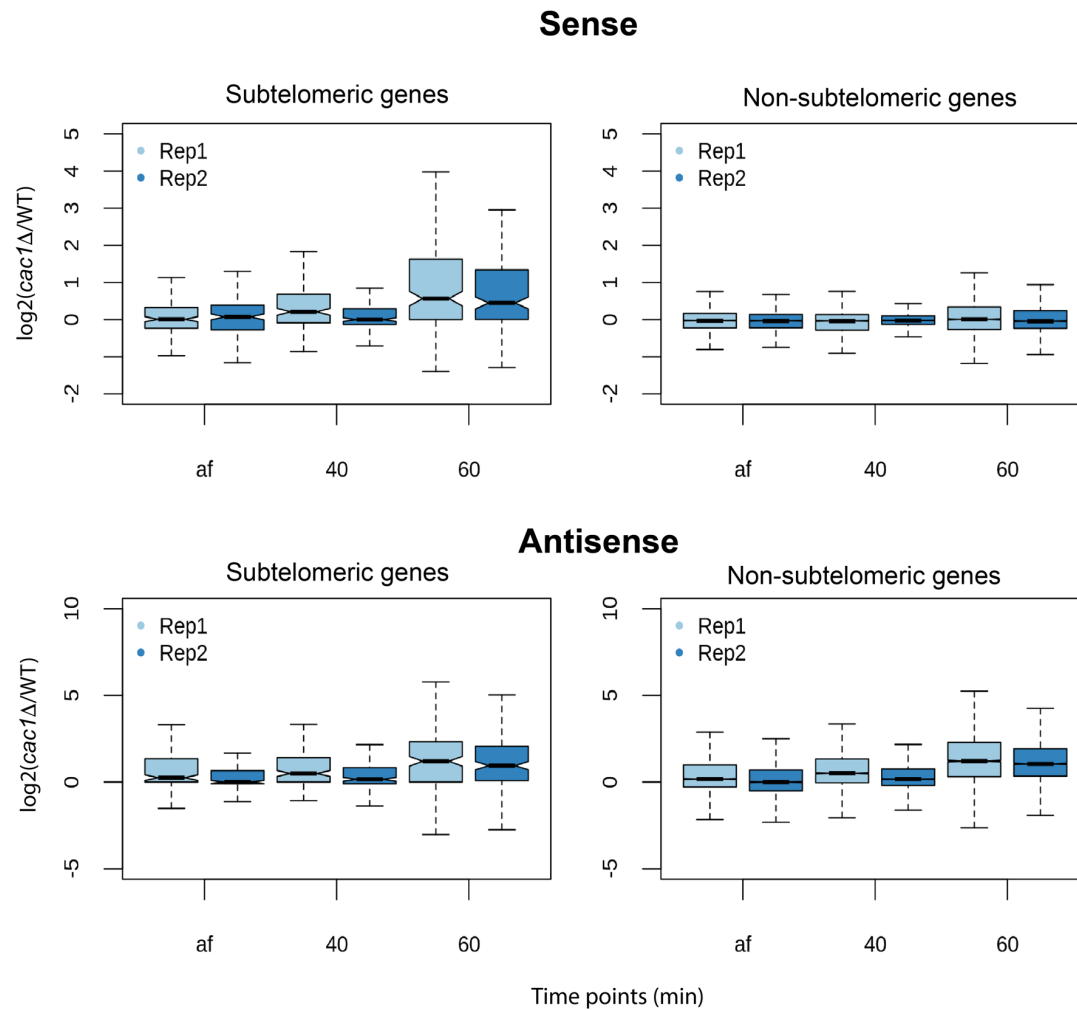 Sense
Subtelomeric genes
Non-subtelomeric genes
log2(cac1Δ/WT)
5
4
3
2
1
0
-2
Rep1
Rep2
af
40
60
5
4
3
2
1
0
-2
Rep1
Rep2
af
40
60
Antisense
Subtelomeric genes
Non-subtelomeric genes
log2(cac1Δ/WT)
10
5
0
-5
Rep1
Rep2
af
40
60
10
5
0
-5
Rep1
Rep2
af
40
60
Time points (min)